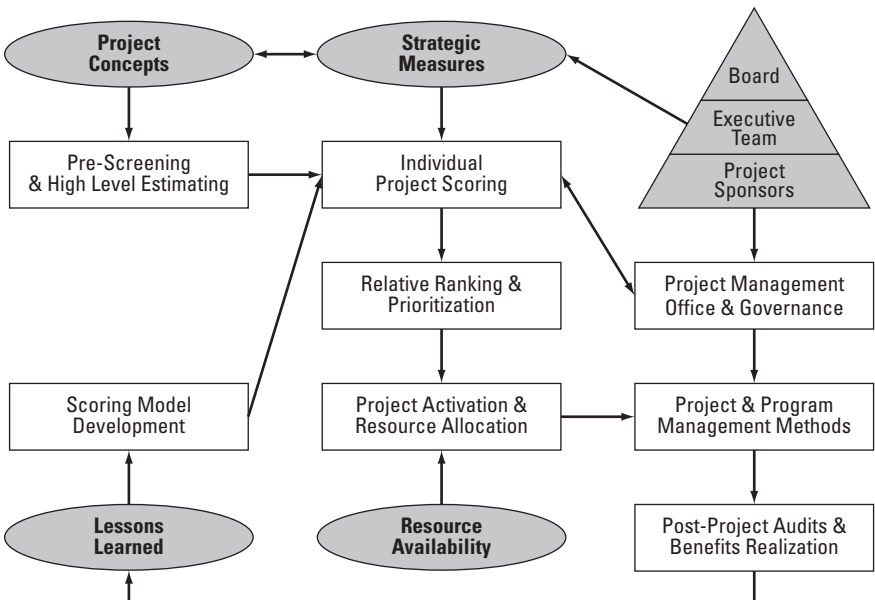 Project
Concepts
Strategic
Measures
Board
Executive
Team
Project
Sponsors
Pre-Screening
& High Level Estimating
Individual
Project Scoring
Relative Ranking &
Prioritization
Project Management
Office & Governance
Scoring Model
Development
Project Activation &
Resource Allocation
Project & Program
Management Methods
Lessons
Learned
Resource
Availability
Post-Project Audits &
Benefits Realization